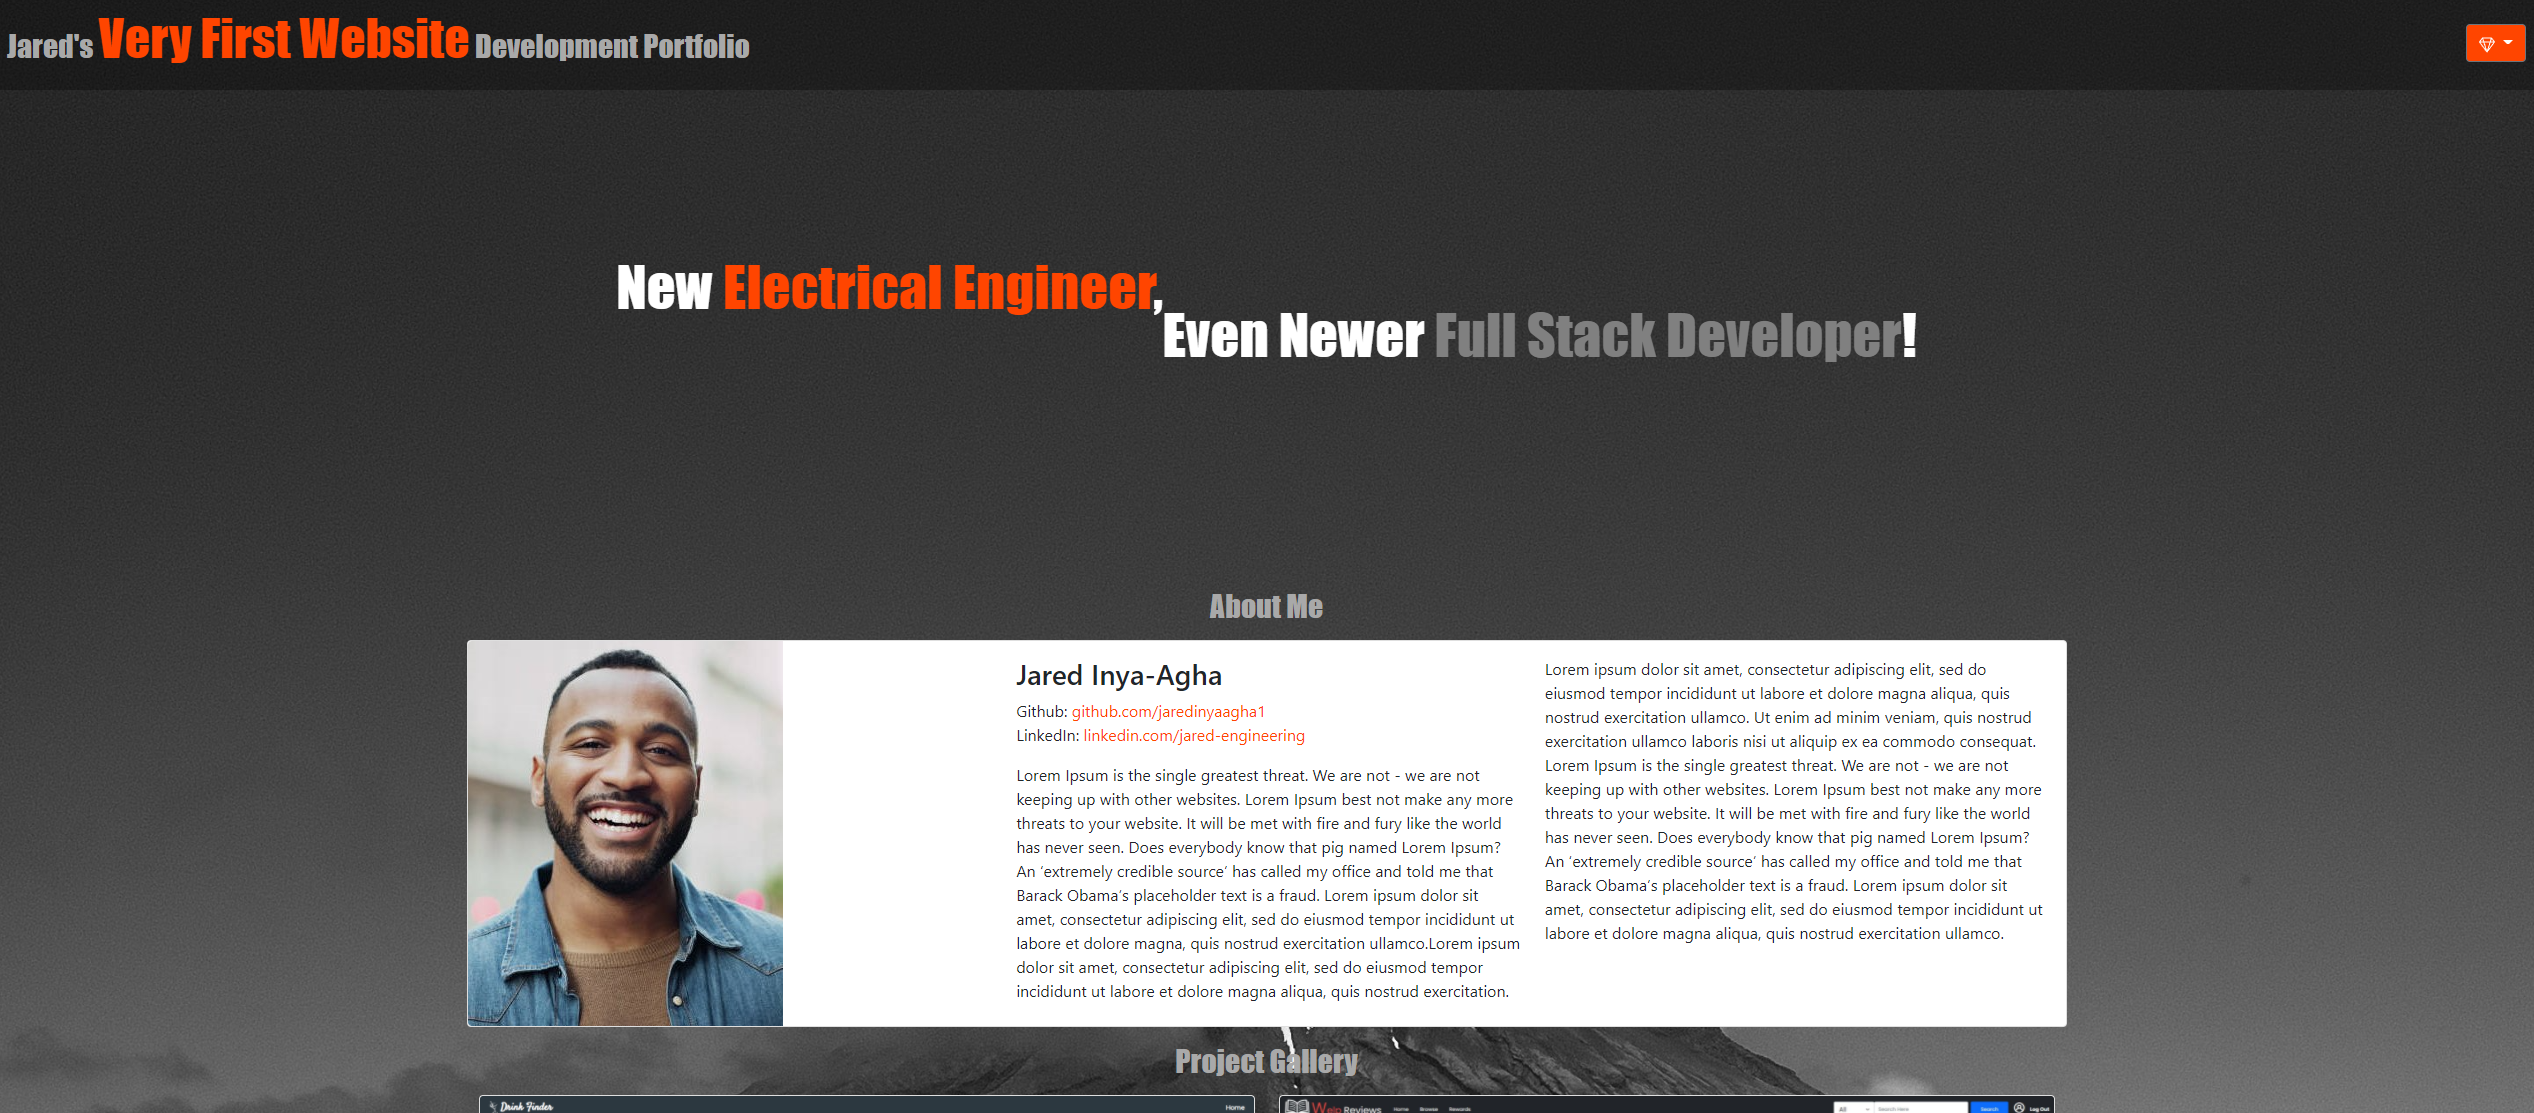 Jared's Very First Website Development Portfolio
New Electrical Engineer,
Even Newer Full Stack Developer!
About Me
Jared Inya-Agha
Github: github.com/jaredinyaagha1
LinkedIn: linkedin.com/jared-engineering
Lorem Ipsum is the single greatest threat. We are not - we are not
keeping up with other websites. Lorem Ipsum best not make any more
threats to your website. It will be met with fire and fury like the world
has never seen. Does everybody know that pig named Lorem Ipsum?
An ‘extremely credible source’ has called my office and told me that
Barack Obama’s placeholder text is a fraud. Lorem ipsum dolor sit
amet, consectetur adipiscing elit, sed do eiusmod tempor incididunt ut
labore et dolore magna, quis nostrud exercitation ullamco.Lorem ipsum
dolor sit amet, consectetur adipiscing elit, sed do eiusmod tempor
incididunt ut labore et dolore magna aliqua, quis nostrud exercitation.
Lorem ipsum dolor sit amet, consectetur adipiscing elit, sed do
eiusmod tempor incididunt ut labore et dolore magna aliqua, quis
nostrud exercitation ullamco. Ut enim ad minim veniam, quis nostrud
exercitation ullamco laboris nisi ut aliquip ex ea commodo consequat.
Lorem Ipsum is the single greatest threat. We are not - we are not
keeping up with other websites. Lorem Ipsum best not make any more
threats to your website. It will be met with fire and fury like the world
has never seen. Does everybody know that pig named Lorem Ipsum?
An ‘extremely credible source’ has called my office and told me that
Barack Obama’s placeholder text is a fraud. Lorem ipsum dolor sit
amet, consectetur adipiscing elit, sed do eiusmod tempor incididunt ut
labore et dolore magna aliqua, quis nostrud exercitation ullamco.
Project Gallery
Drink Finder Home
Welp Reviews Home Browse Rewards All Search Here Search Log Out